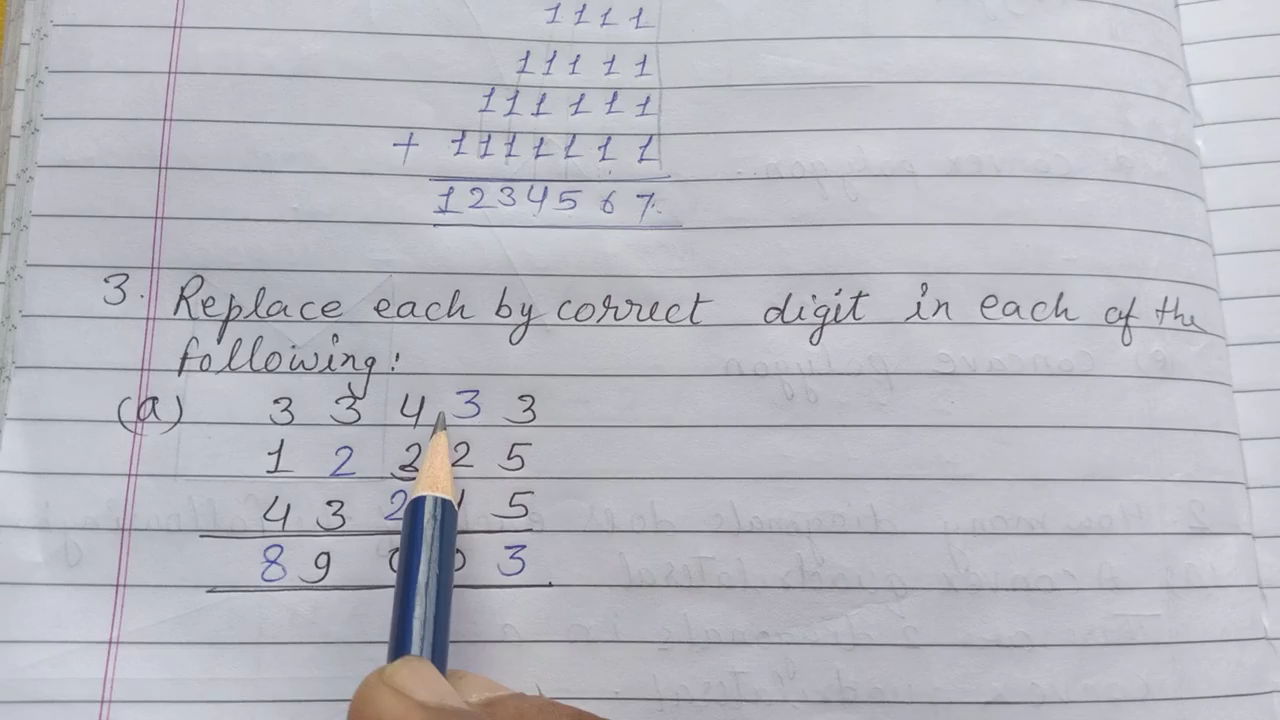 1111
11111
111111
+ 1111111
1234567.
3. Replace each by correct digit in each of the
following:
(a) 3 3 4 3 3
1 2 2 2 5
4 3 2 1 5
8 9 3